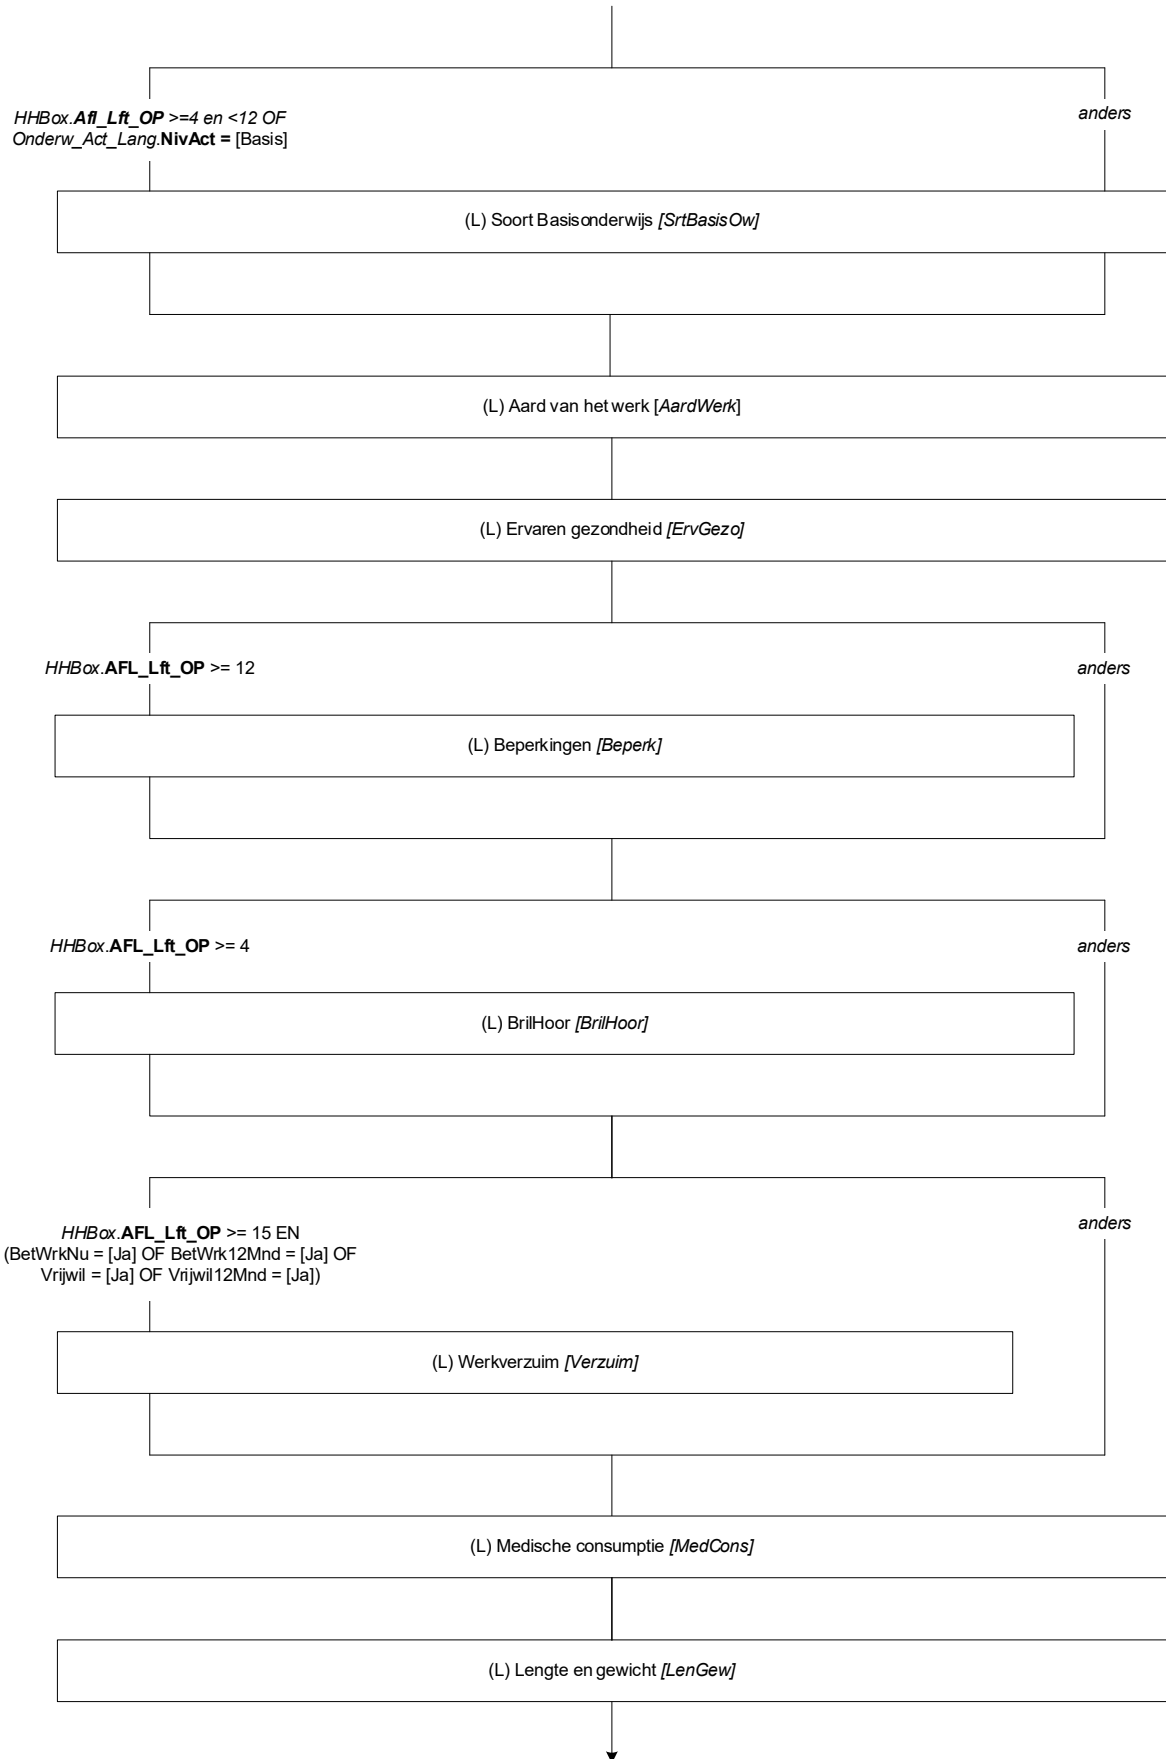 HHBox.Afl_Lft_OP >=4 en <12 OF
Onderw_Act_Lang.NivAct = [Basis]
anders
(L) Soort Basisonderwijs [SrtBasisOw]
(L) Aard van het werk [AardWerk]
(L) Ervaren gezondheid [ErvGezo]
HHBox.AFL_Lft_OP >= 12
anders
(L) Beperkingen [Beperk]
HHBox.AFL_Lft_OP >= 4
anders
(L) BrilHoor [BrilHoor]
HHBox.AFL_Lft_OP >= 15 EN
(BetWrkNu = [Ja] OF BetWrk12Mnd = [Ja] OF
Vrijwil = [Ja] OF Vrijwil12Mnd = [Ja])
anders
(L) Werkverzuim [Verzuim]
(L) Medische consumptie [MedCons]
(L) Lengte en gewicht [LenGew]